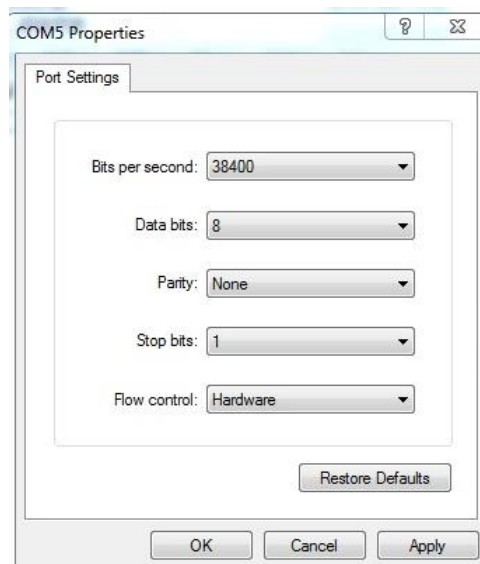 COM5 Properties
Port Settings
Bits per second: 38400
Data bits: 8
Parity: None
Stop bits: 1
Flow control: Hardware
Restore Defaults
OK Cancel Apply